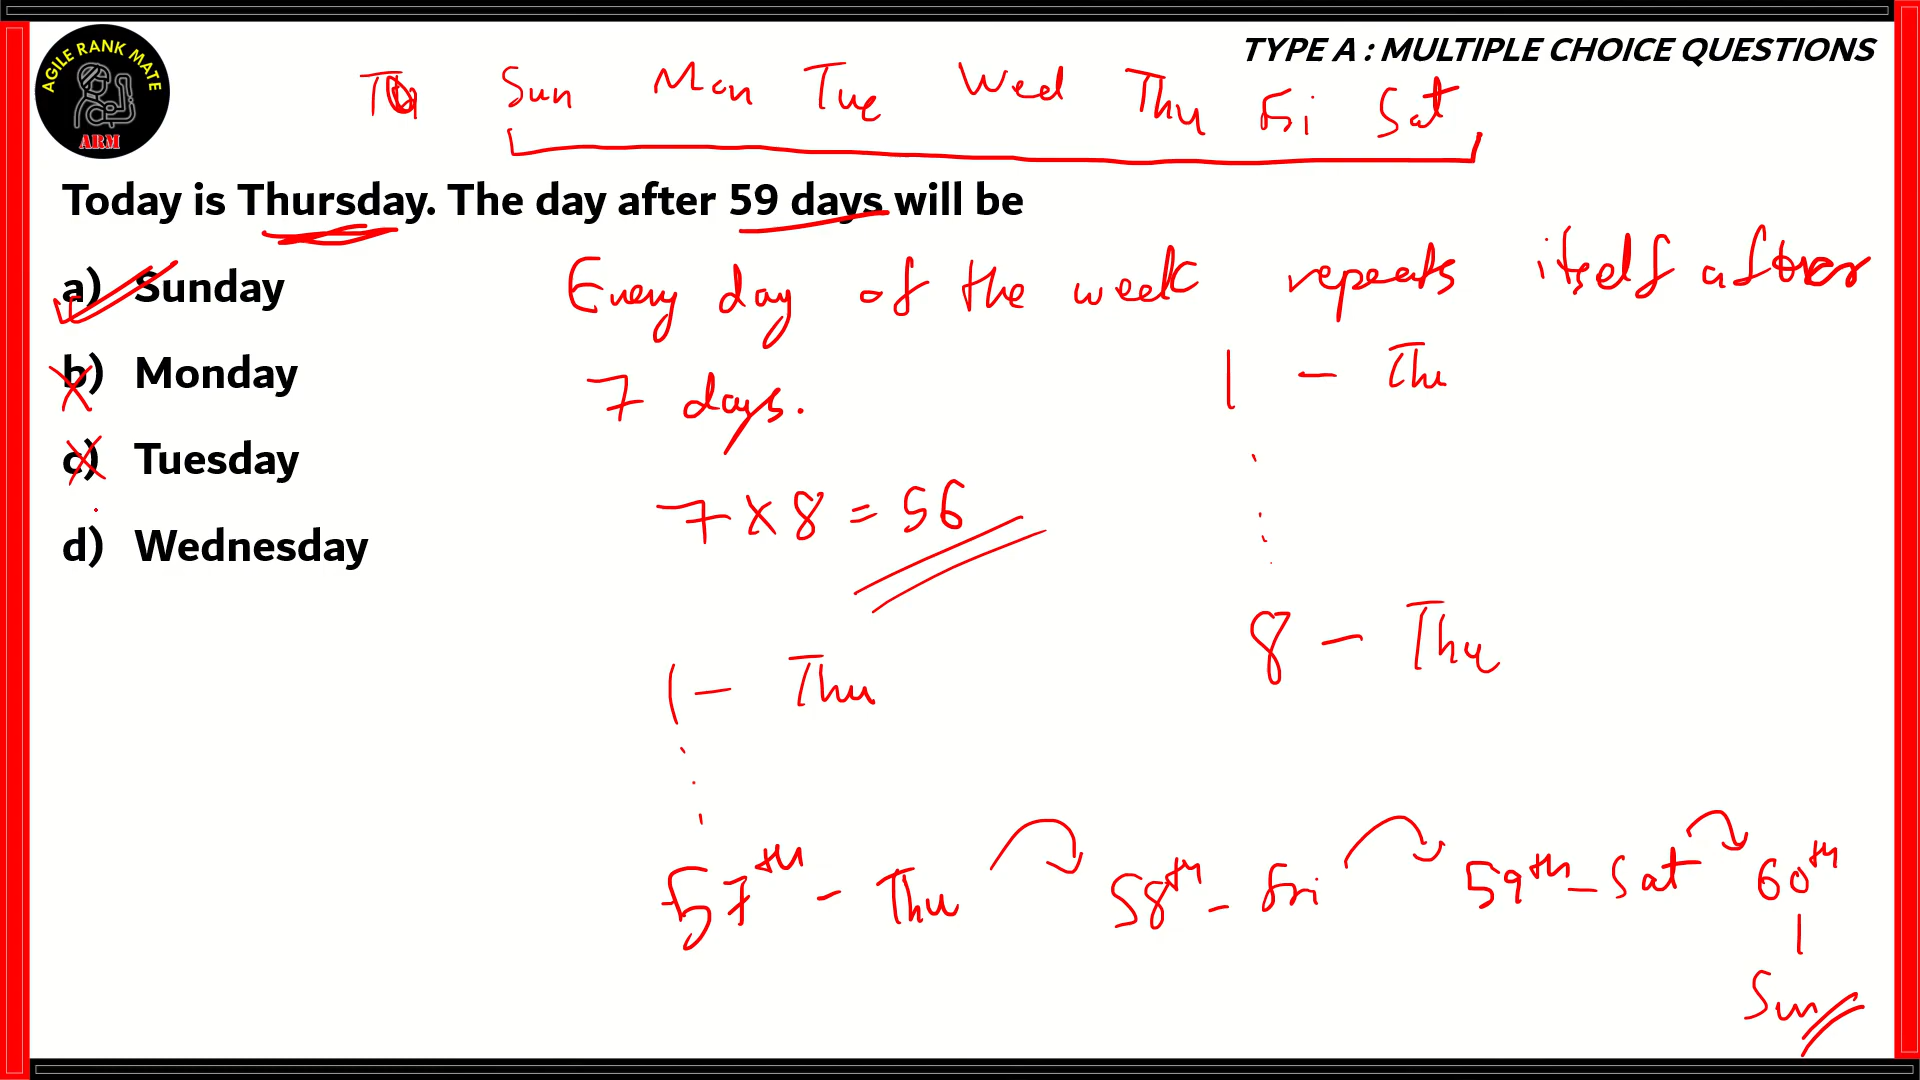 AGILE RANK MATE
ARM
TYPE A : MULTIPLE CHOICE QUESTIONS
Sun Mon Tue Wed Thu Fri Sat
Today is Thursday. The day after 59 days will be
a) Sunday
b) Monday
c) Tuesday
d) Wednesday
Every day of the week repeats itself after
7 days.
1 - Thu
7 x 8 = 56
8 - Thu
1 - Thu
57th - Thu 58th - Fri 59th - Sat 60th
Sun